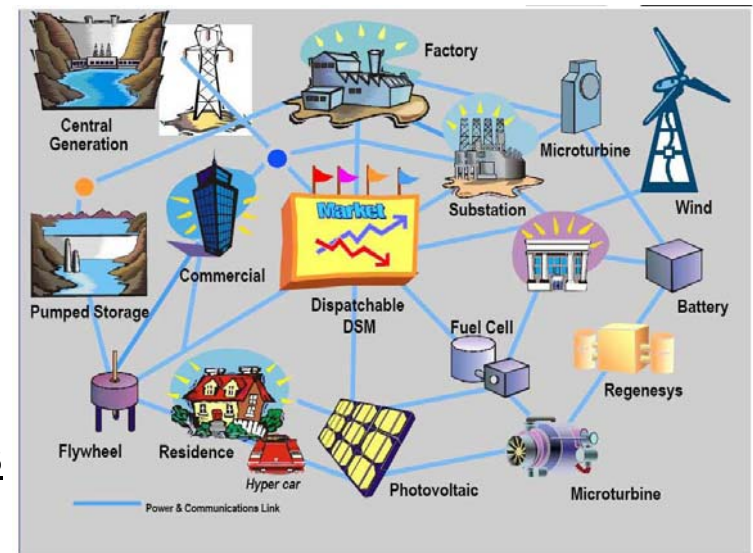 Factory
Central
Generation
Microturbine
Substation
Wind
Market
Commercial
Pumped Storage
Dispatchable
DSM
Battery
Fuel Cell
Regenesys
Flywheel
Residence
Hyper car
Photovoltaic
Microturbine
Power & Communications Link